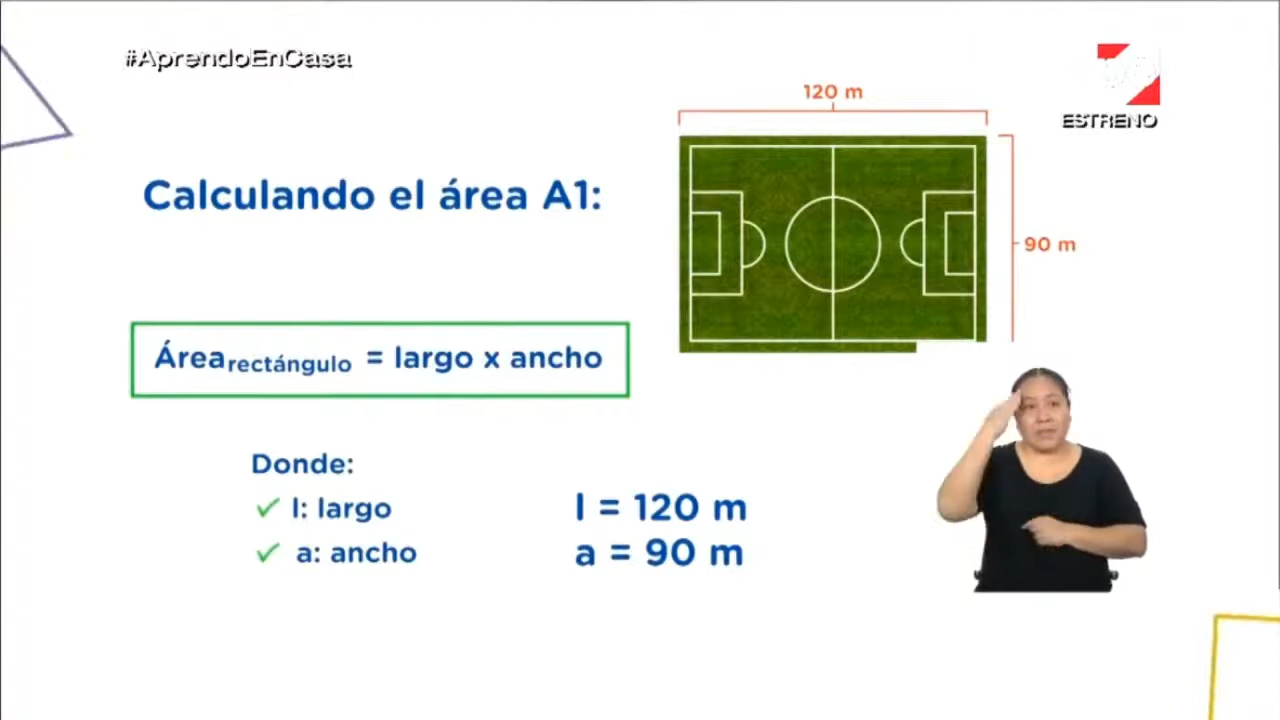 #AprendoEnCasa
ESTRENO
120 m
90 m
Calculando el área A1:
Área rectángulo = largo x ancho
Donde:
✓ l: largo
l = 120 m
✓ a: ancho
a = 90 m